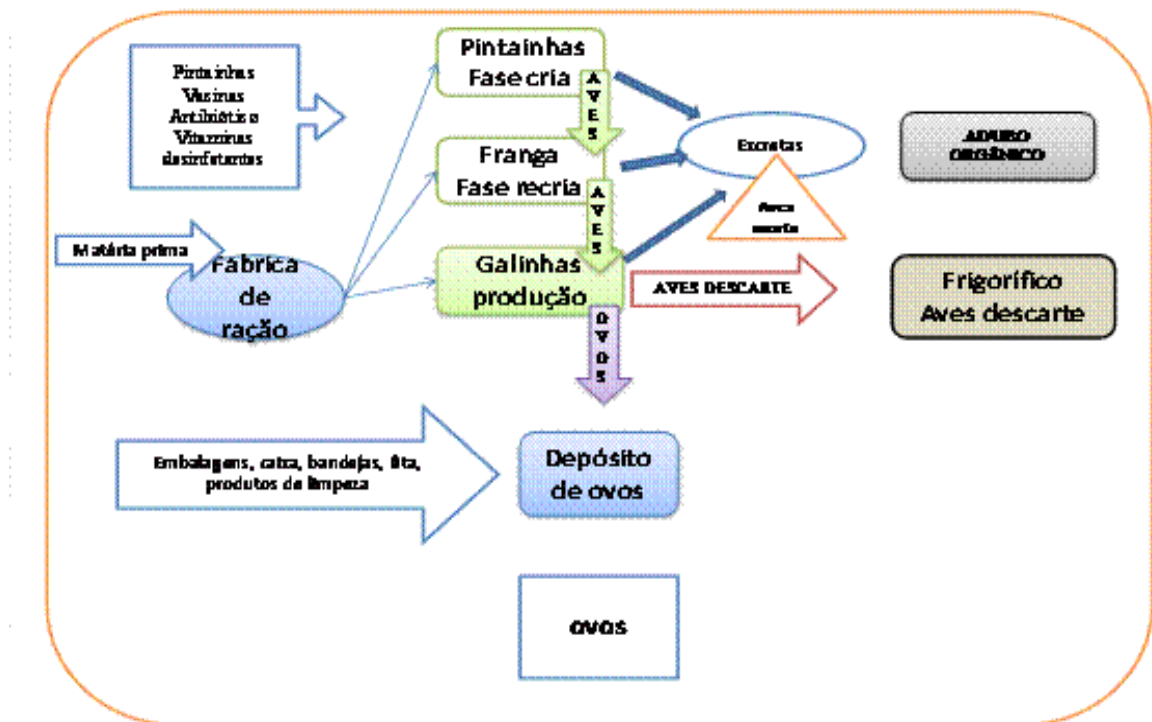 Pintainhas
Vasinas
Antibiótico
Vitaminas
desinfetantes
Pintainhas
Fase cria
AVES
Franga
Fase recria
AVES
Excretas
Aves
morta
ADUBO
ORGÂNICO
Matéria prima
Fabrica
de
ração
Galinhas
produção
AVES DESCARTE
Frigorífico
Aves descarte
OVOS
Embalagens, caixa, bandejas, fita,
produtos de limpeza
Depósito
de ovos
ovos